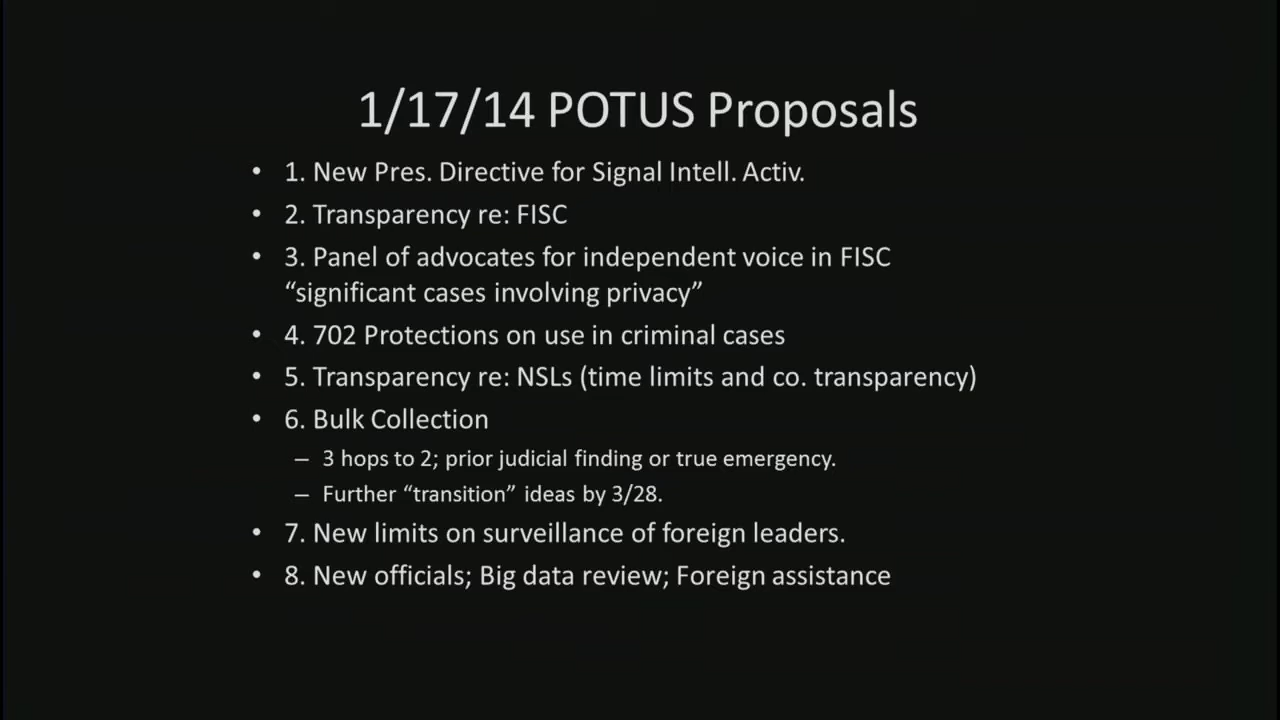 1/17/14 POTUS Proposals
• 1. New Pres. Directive for Signal Intell. Activ.
• 2. Transparency re: FISC
• 3. Panel of advocates for independent voice in FISC
“significant cases involving privacy”
• 4. 702 Protections on use in criminal cases
• 5. Transparency re: NSLs (time limits and co. transparency)
• 6. Bulk Collection
– 3 hops to 2; prior judicial finding or true emergency.
– Further “transition” ideas by 3/28.
• 7. New limits on surveillance of foreign leaders.
• 8. New officials; Big data review; Foreign assistance